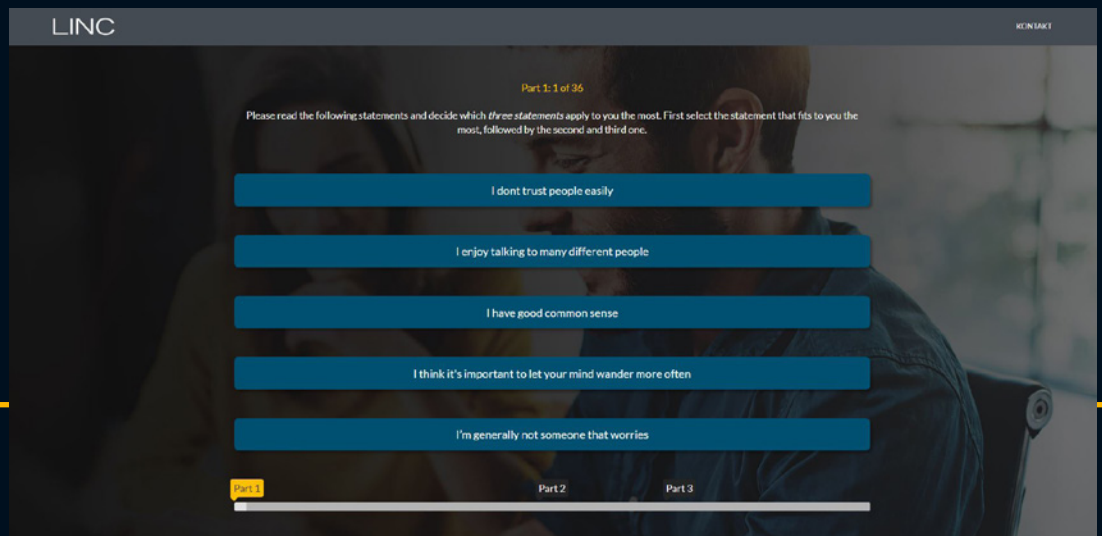 LINC
KONTAKT
Part 1: 1 of 36
Please read the following statements and decide which three statements apply to you the most. First select the statement that fits to you the
most, followed by the second and third one.
I dont trust people easily
I enjoy talking to many different people
I have good common sense
I think it's important to let your mind wander more often
I'm generally not someone that worries
Part 1
Part 2
Part 3